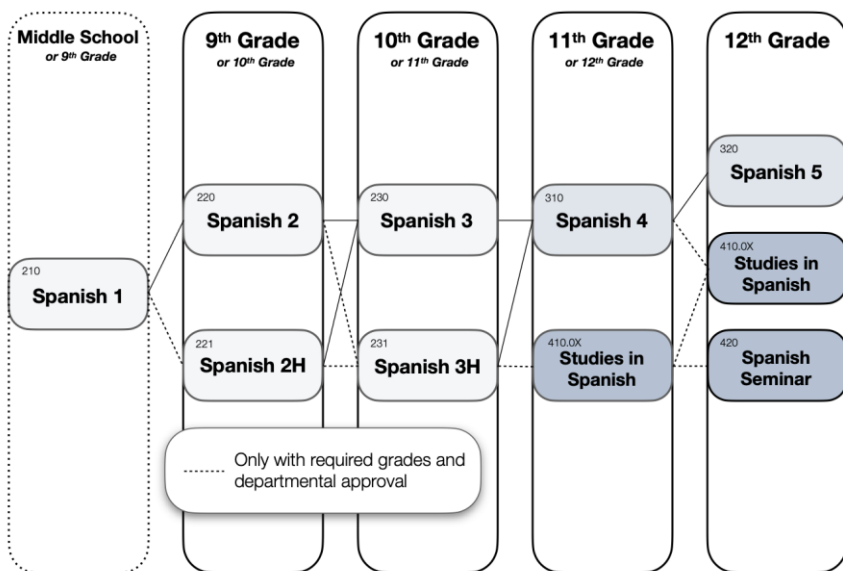 Middle School
or 9th Grade
9th Grade
or 10th Grade
10th Grade
or 11th Grade
11th Grade
or 12th Grade
12th Grade
210
Spanish 1
220
Spanish 2
221
Spanish 2H
230
Spanish 3
231
Spanish 3H
310
Spanish 4
410.0X
Studies in
Spanish
320
Spanish 5
410.0X
Studies in
Spanish
420
Spanish
Seminar
Only with required grades and
departmental approval